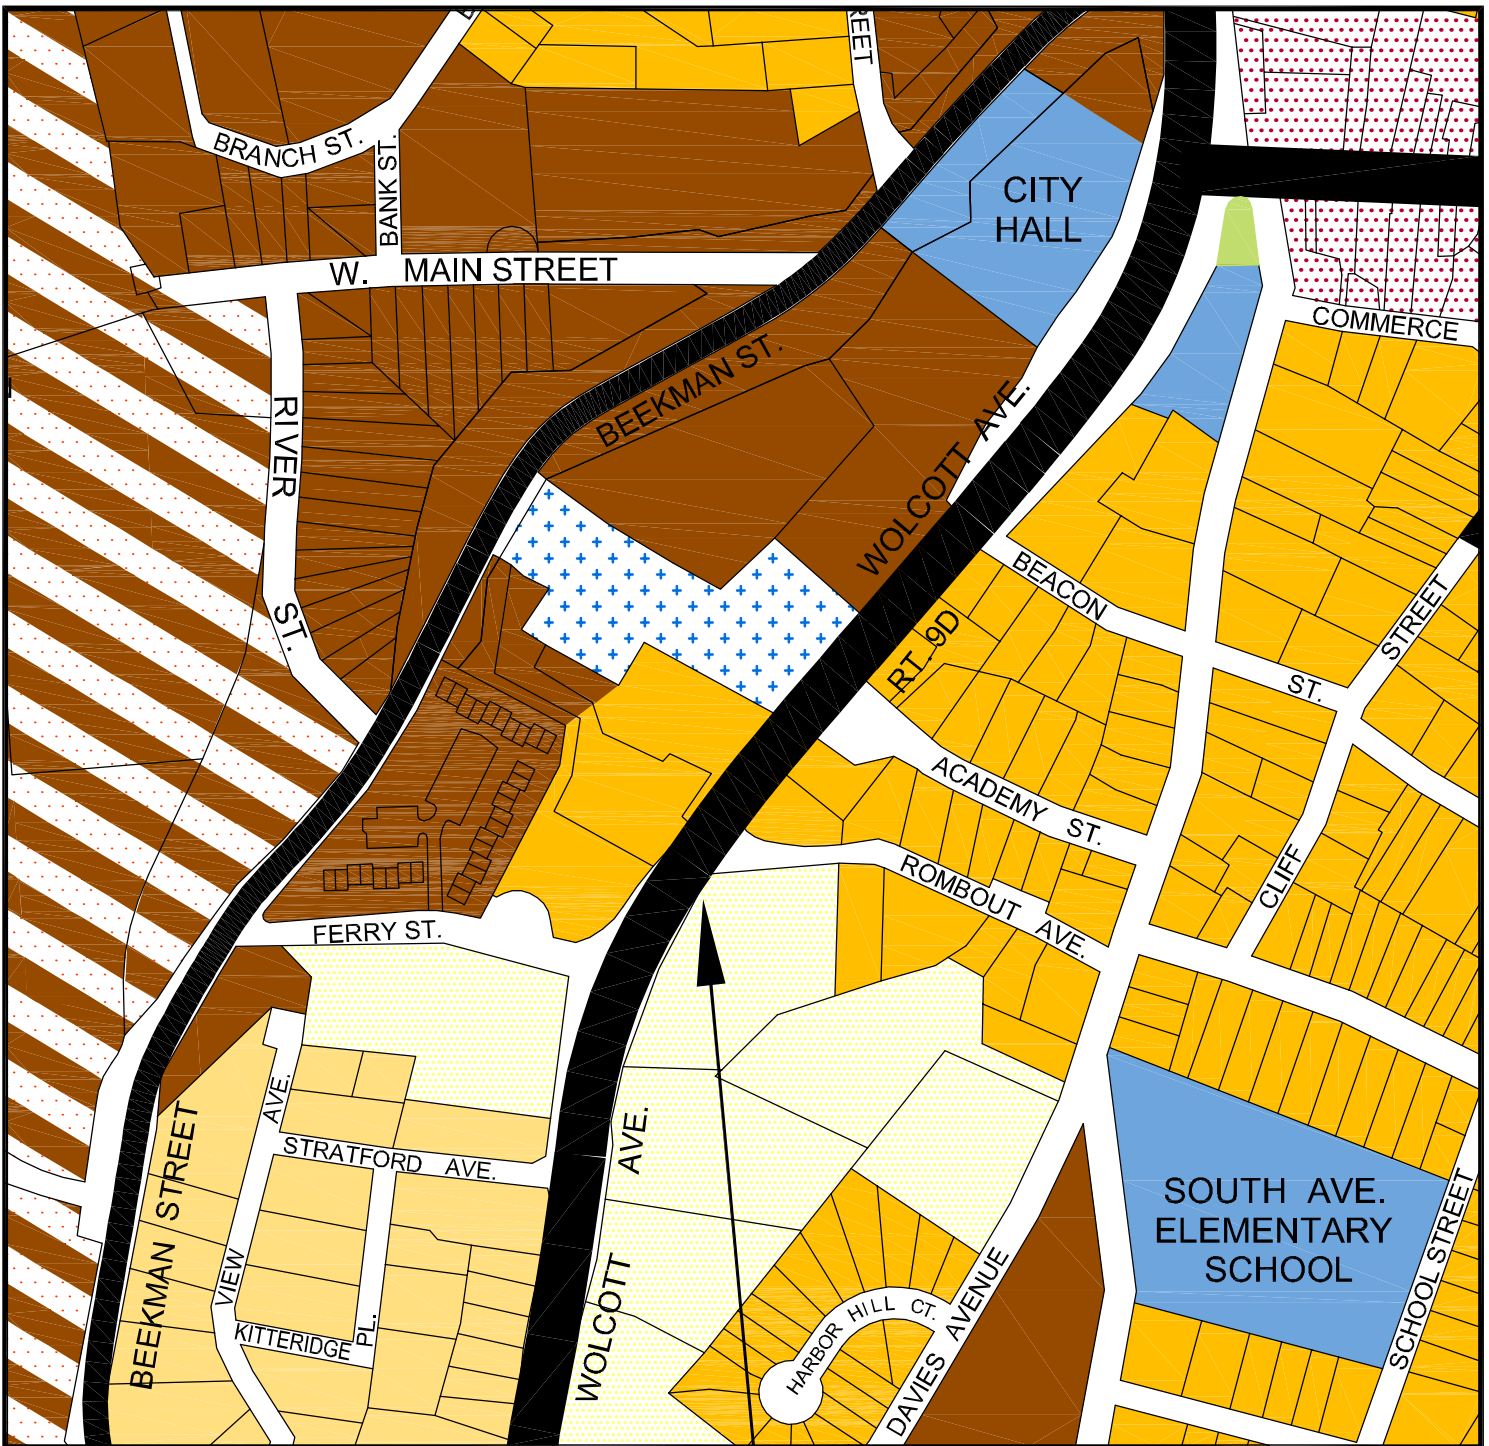 REET
BRANCH ST.
BANK ST.
CITY
HALL
W. MAIN STREET
COMMERCE
BEEKMAN ST.
RIVER
ST.
WOLCOTT AVE.
RT. 9D
BEACON
ST.
STREET
CLIFF
ACADEMY ST.
ROMBOUT AVE.
FERRY ST.
AVE.
VIEW
STRATFORD AVE.
BEEKMAN STREET
KITTERIDGE
PL.
AVE.
WOLCOTT
HARBOR HILL CT.
DAVIES AVENUE
SOUTH AVE.
ELEMENTARY
SCHOOL
SCHOOL STREET